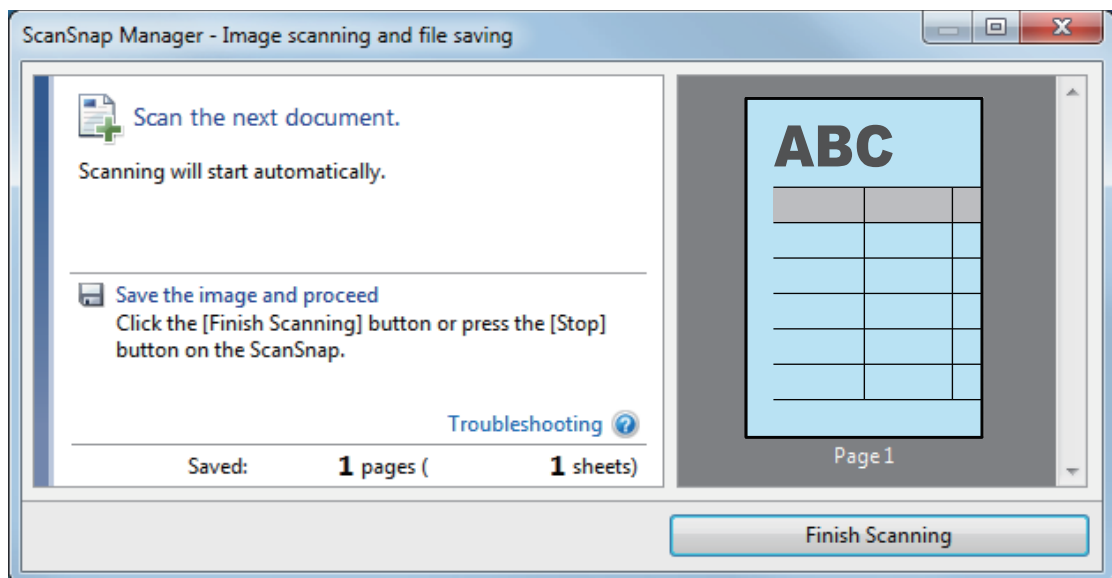 ScanSnap Manager - Image scanning and file saving
Scan the next document.
Scanning will start automatically.
Save the image and proceed
Click the [Finish Scanning] button or press the [Stop]
button on the ScanSnap.
Troubleshooting
Saved: 1 pages ( 1 sheets)
ABC
Page 1
Finish Scanning